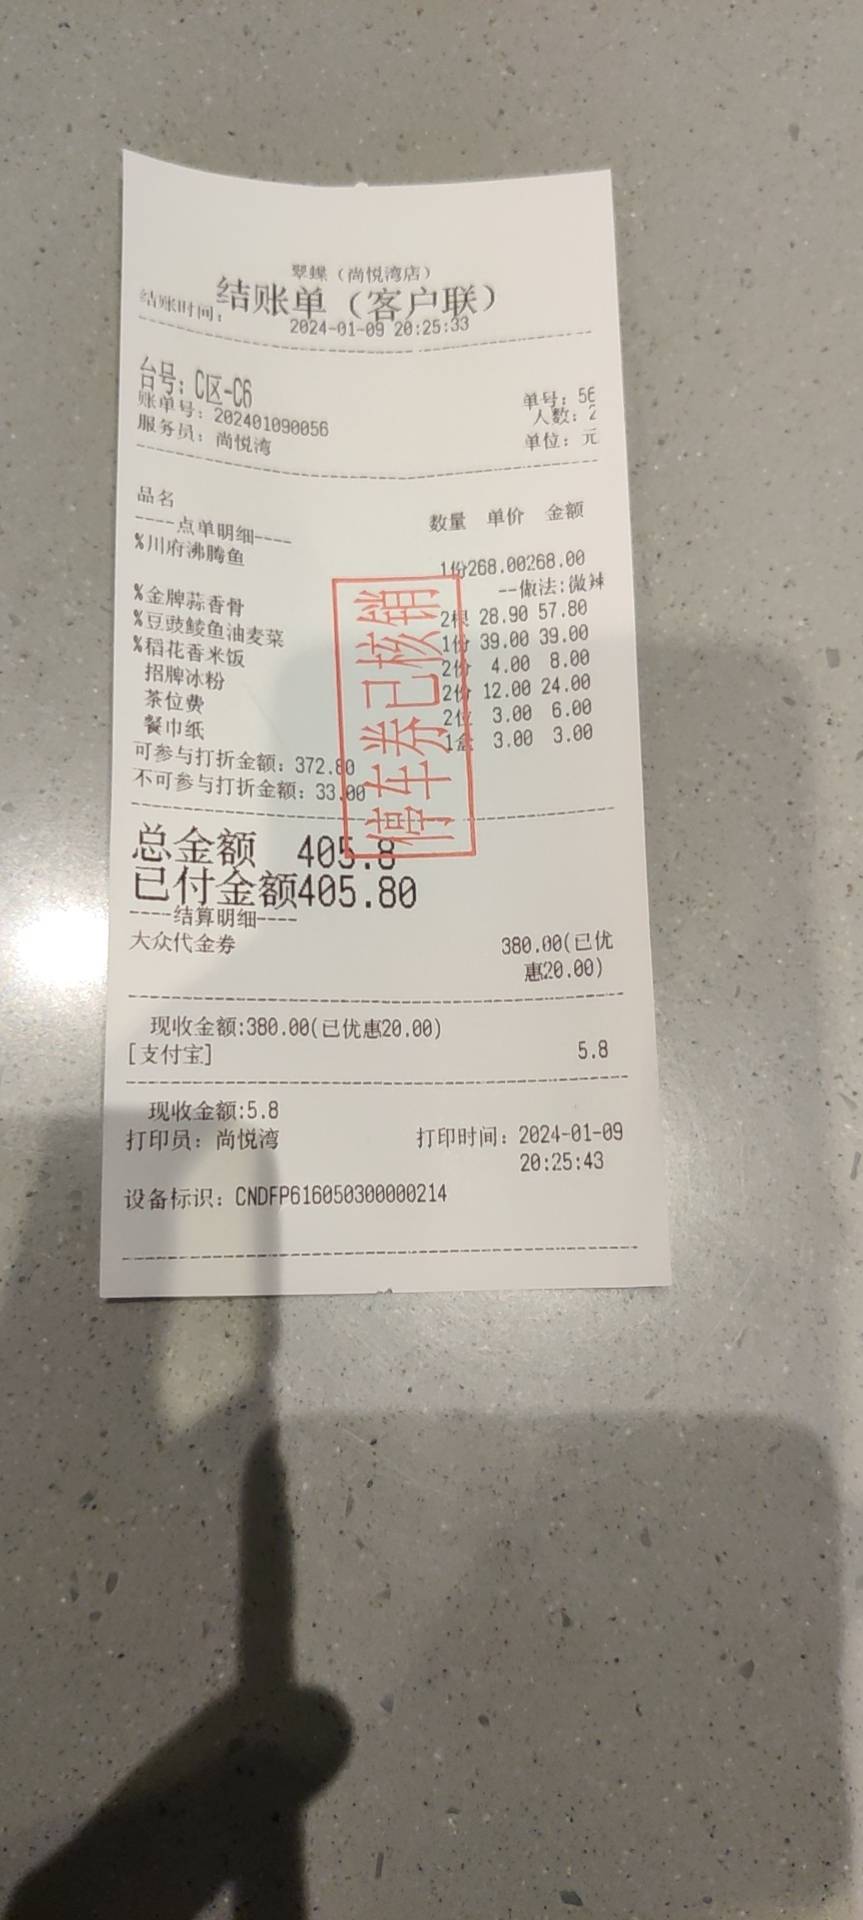 翠蝶（尚悦湾店）
结账单（客户联）
结账时间：2024-01-09 20:25:33
台号：C区-C6
单号：56
账单号：202401090056
人数：2
服务员：尚悦湾
单位：元
品名 数量 单价 金额
----点单明细----
%川府沸腾鱼 1份268.00268.00
--做法:微辣
%金牌蒜香骨 2根 28.90 57.80
%豆豉鲮鱼油麦菜 1份 39.00 39.00
%稻花香米饭 2份 4.00 8.00
招牌冰粉 2份 12.00 24.00
茶位费 2位 3.00 6.00
餐巾纸 1盒 3.00 3.00
可参与打折金额：372.80
不可参与打折金额：33.00
停车券已核销
总金额 405.8
已付金额405.80
----结算明细----
大众代金券 380.00(已优
惠20.00)
现收金额:380.00(已优惠20.00)
[支付宝] 5.8
现收金额:5.8
打印员：尚悦湾 打印时间：2024-01-09
20:25:43
设备标识：CNDFP616050300000214